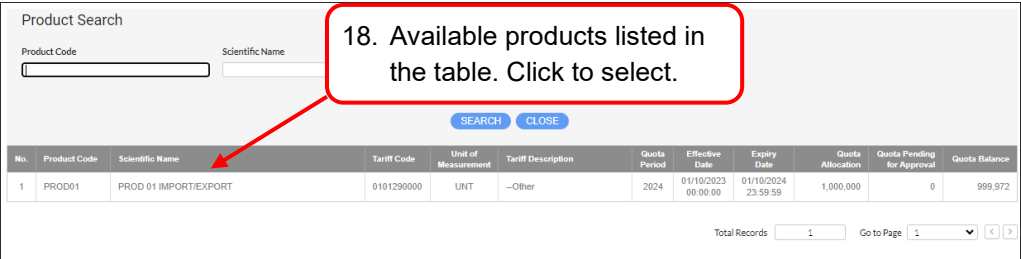 Product Search
18. Available products listed in
the table. Click to select.
Product Code Scientific Name
SEARCH CLOSE
No. Product Code Scientific Name Tariff Code Unit of Measurement Tariff Description Quota Period Effective Date Expiry Date Quota Allocation Quota Pending for Approval Quota Balance
1 PROD01 PROD 01 IMPORT/EXPORT 0101290000 UNT --Other 2024 01/10/2023 00:00:00 01/10/2024 23:59:59 1,000,000 0 999,972
Total Records 1 Go to Page 1 < >